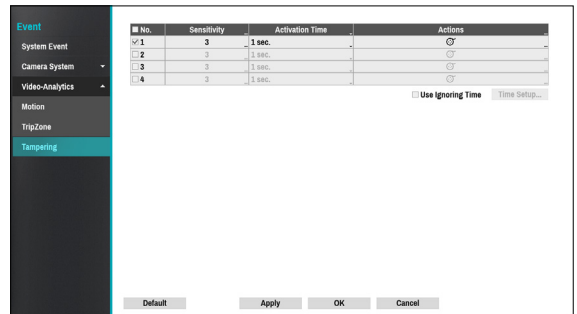 Event
System Event
Camera System
Video-Analytics
Motion
TripZone
Tampering
No. Sensitivity Activation Time Actions
1 3 1 sec.
2 3 1 sec.
3 3 1 sec.
4 3 1 sec.
Use Ignoring Time Time Setup...
Default Apply OK Cancel